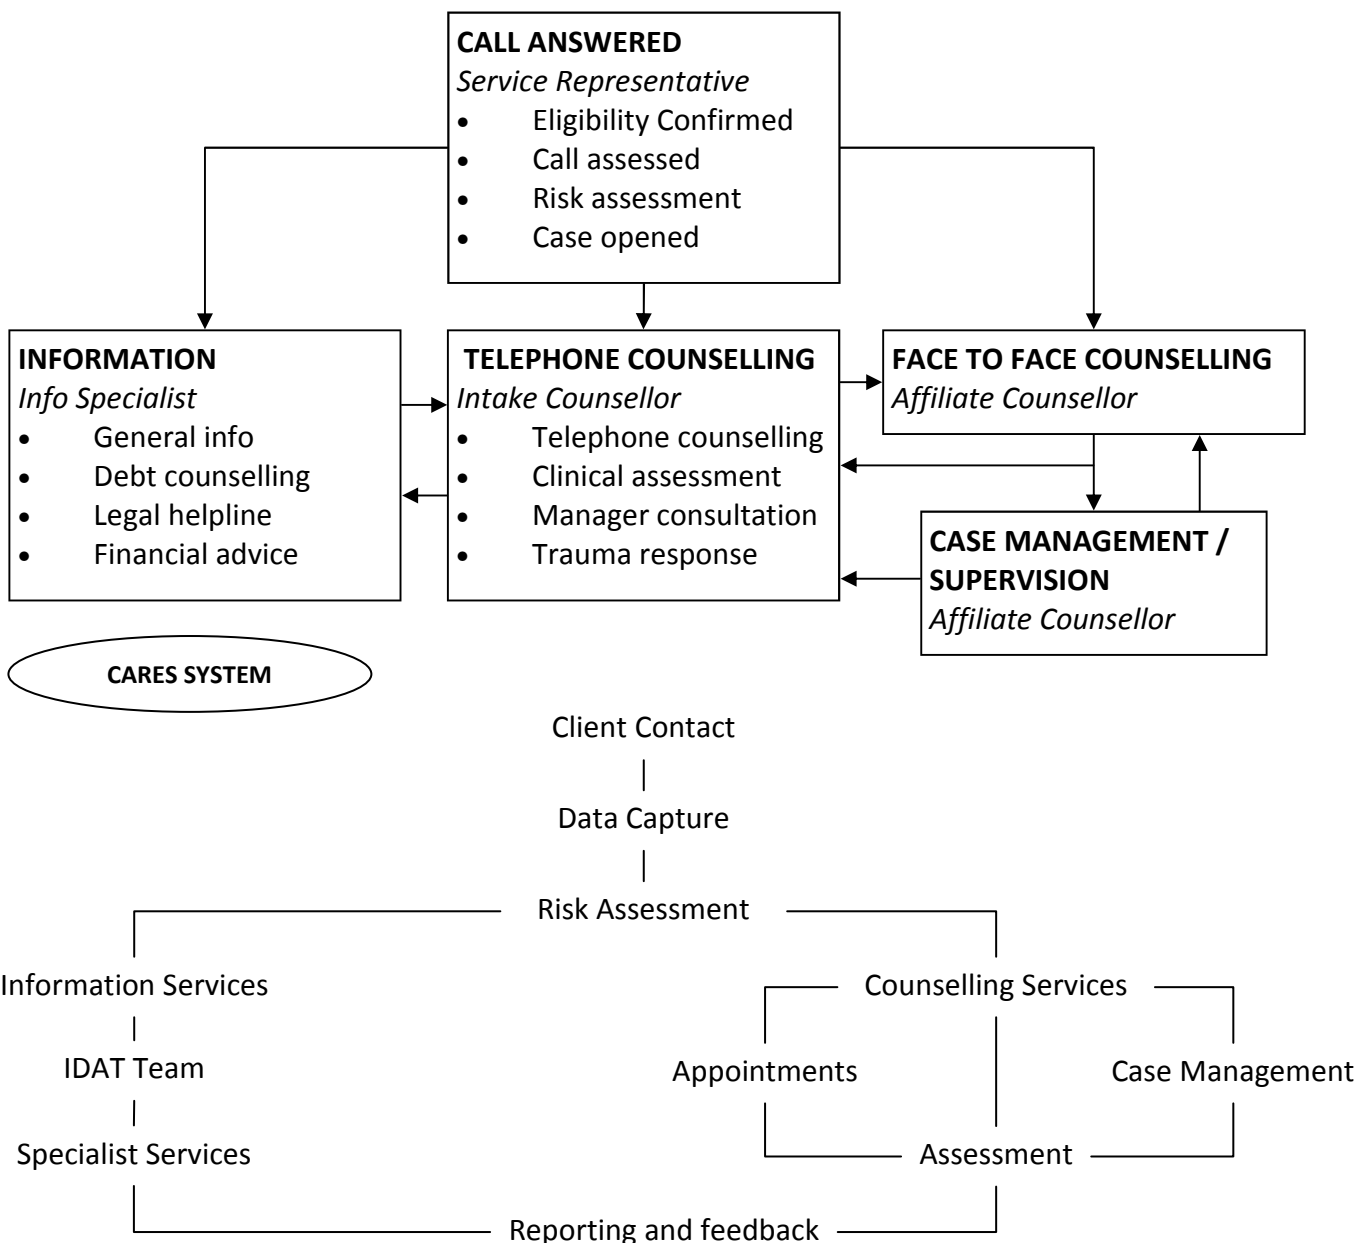 CALL ANSWERED
Service Representative
• Eligibility Confirmed
• Call assessed
• Risk assessment
• Case opened
INFORMATION
Info Specialist
• General info
• Debt counselling
• Legal helpline
• Financial advice
TELEPHONE COUNSELLING
Intake Counsellor
• Telephone counselling
• Clinical assessment
• Manager consultation
• Trauma response
FACE TO FACE COUNSELLING
Affiliate Counsellor
CASE MANAGEMENT /
SUPERVISION
Affiliate Counsellor
CARES SYSTEM
Client Contact
Data Capture
Risk Assessment
Information Services
Counselling Services
IDAT Team
Appointments
Case Management
Specialist Services
Assessment
Reporting and feedback